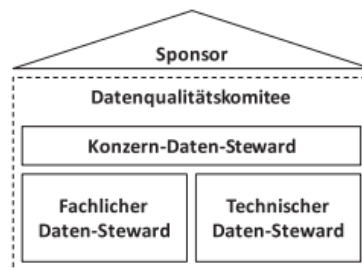 Sponsor
Datenqualitätskomitee
Konzern-Daten-Steward
Fachlicher
Daten-Steward
Technischer
Daten-Steward